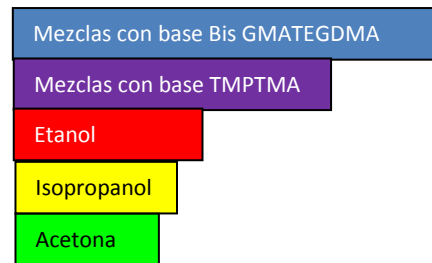 Mezclas con base Bis GMATEGDMA
Mezclas con base TMPTMA
Etanol
Isopropanol
Acetona